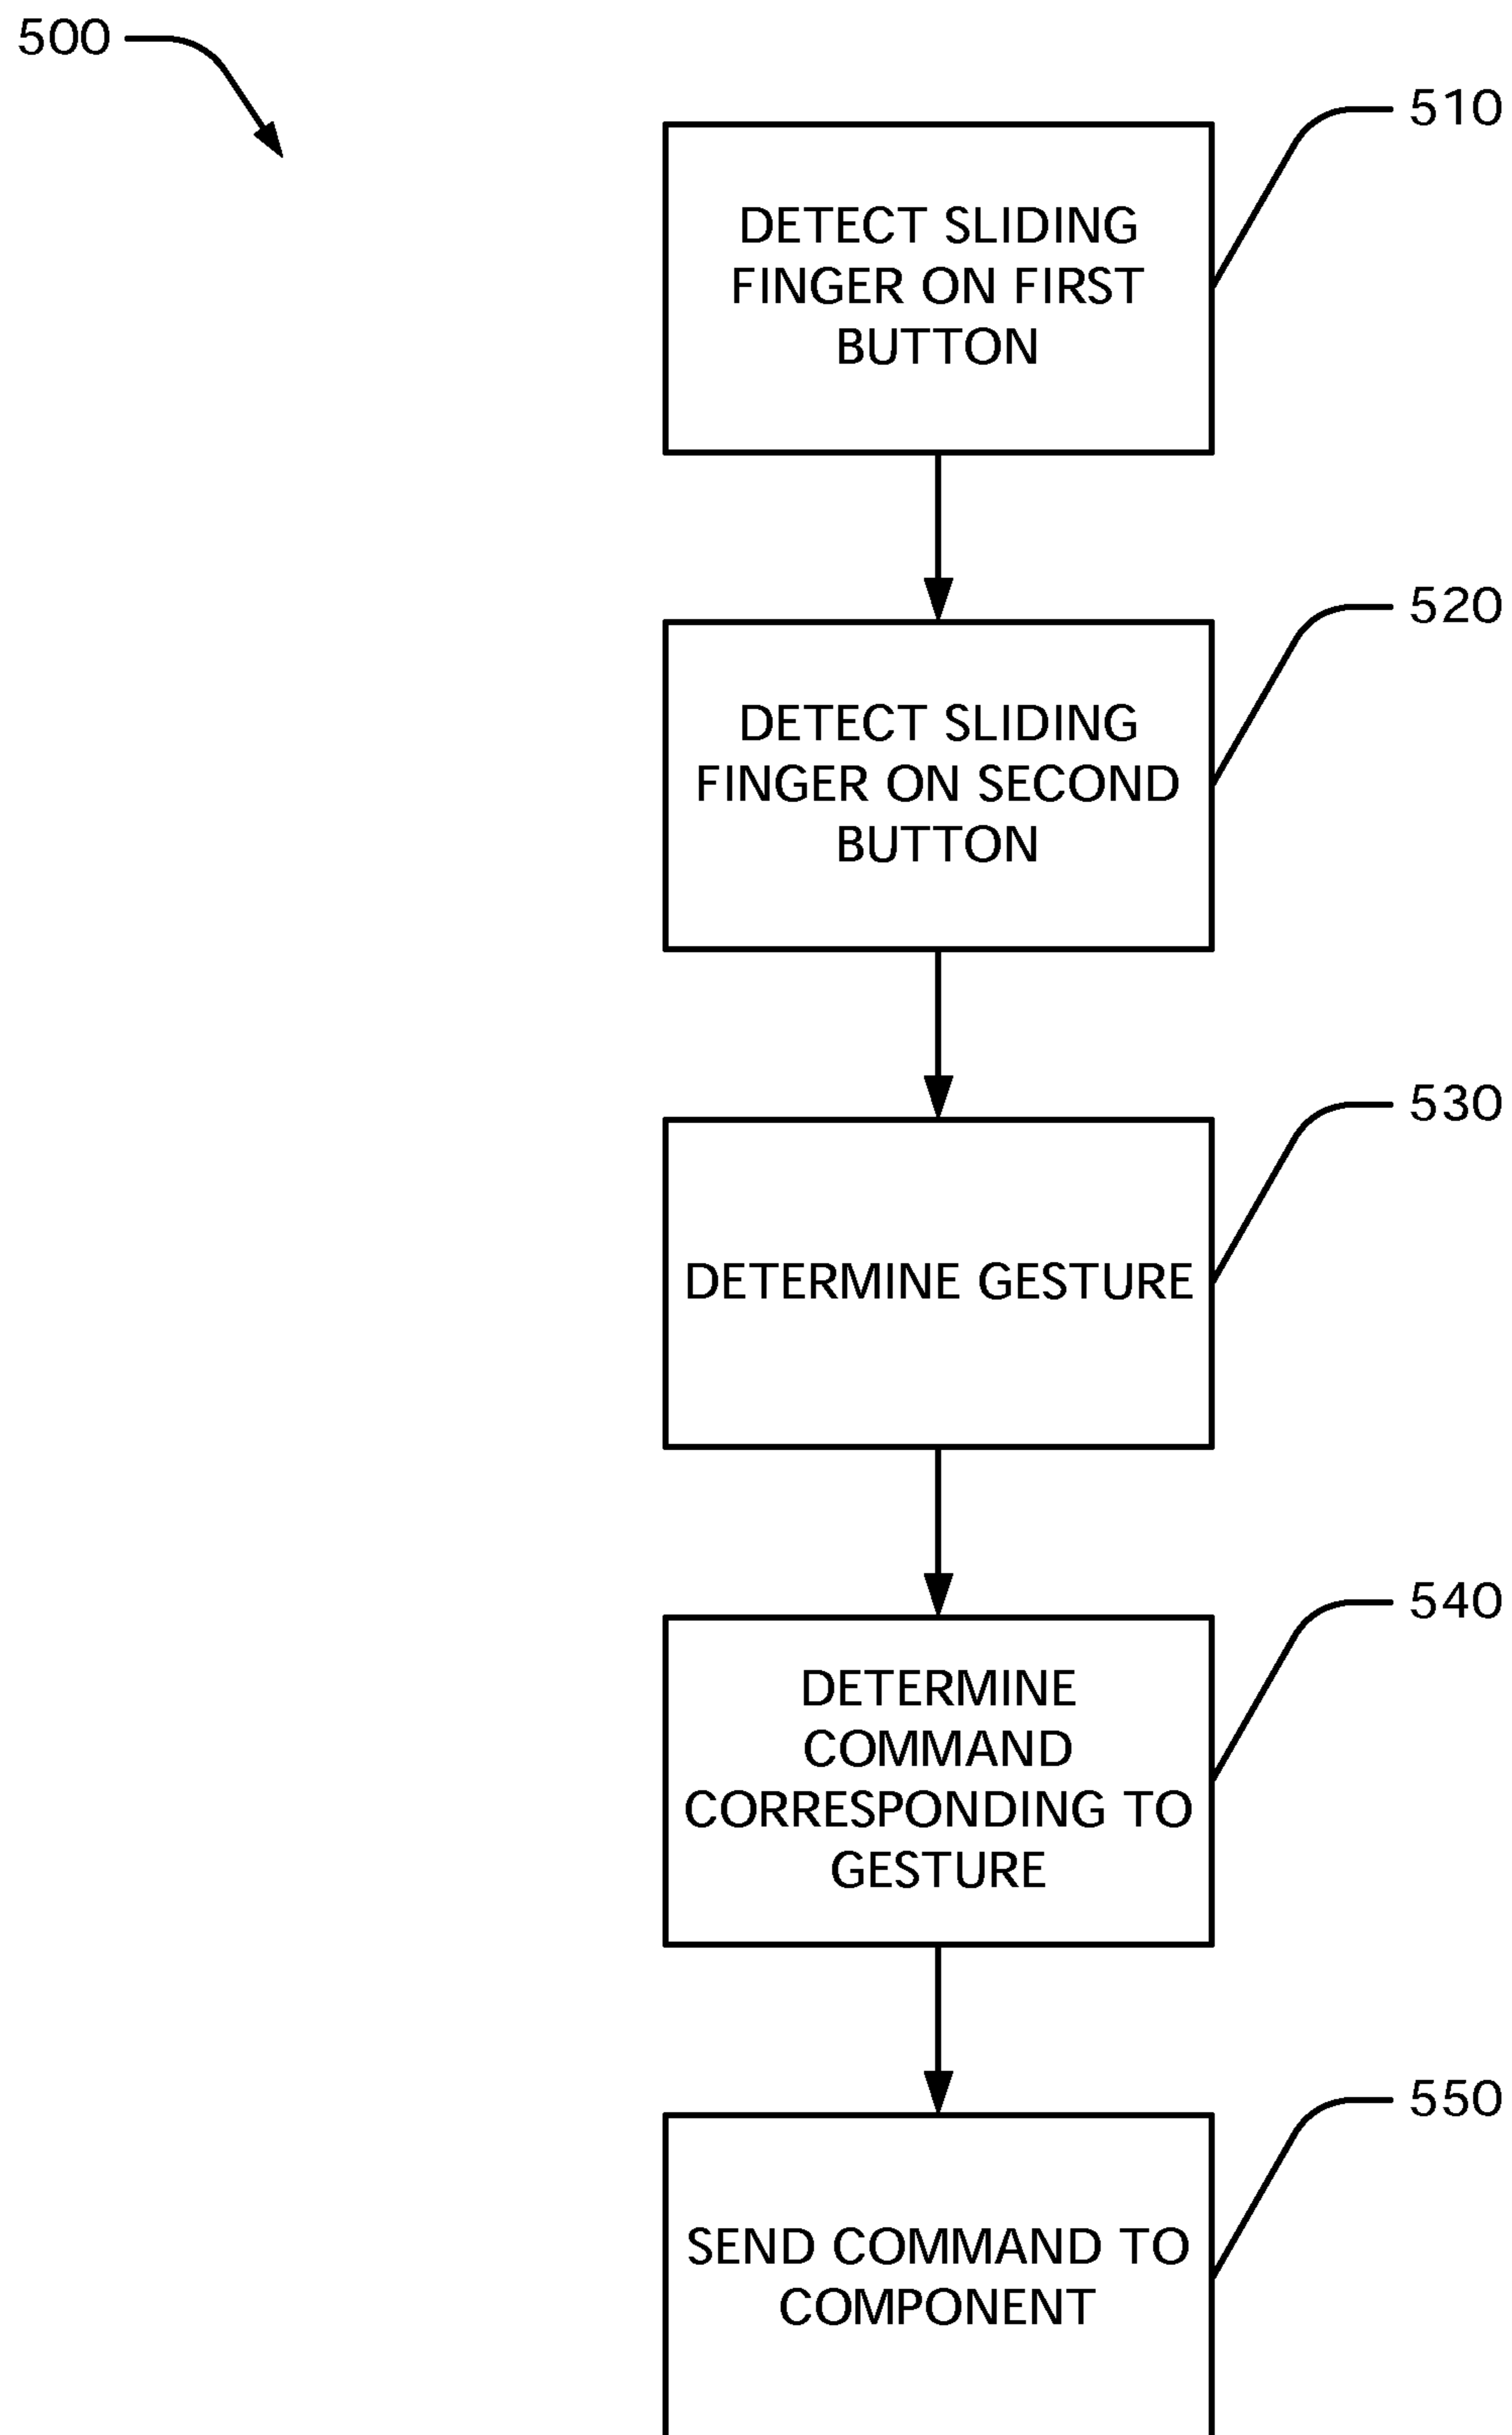 500
510
DETECT SLIDING
FINGER ON FIRST
BUTTON
520
DETECT SLIDING
FINGER ON SECOND
BUTTON
530
DETERMINE GESTURE
540
DETERMINE
COMMAND
CORRESPONDING TO
GESTURE
550
SEND COMMAND TO
COMPONENT